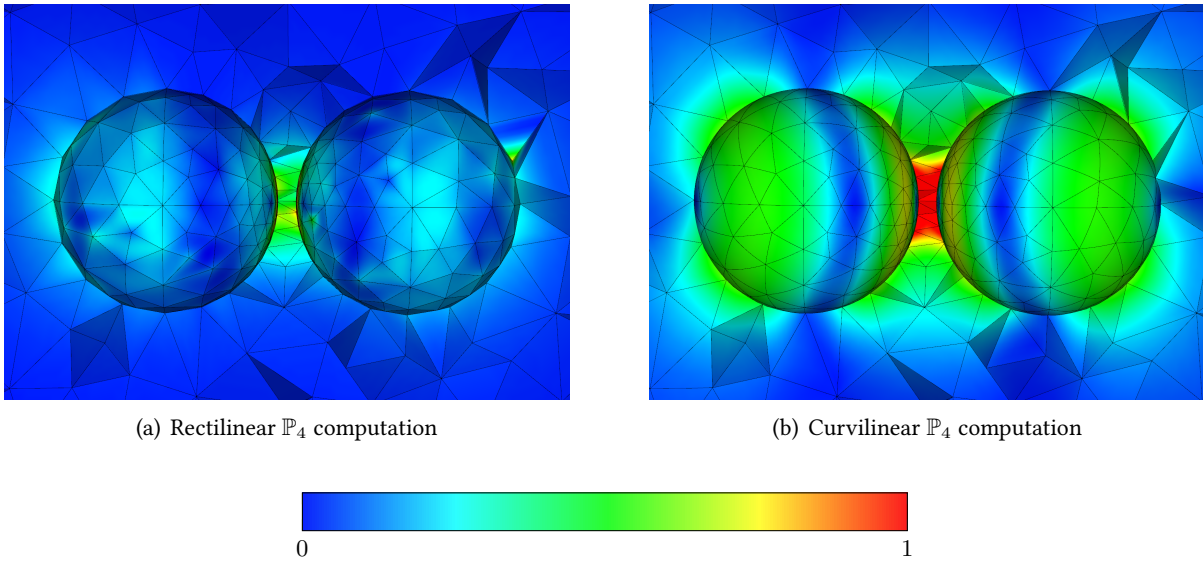 (a) Rectilinear ℙ₄ computation
(b) Curvilinear ℙ₄ computation
0 1